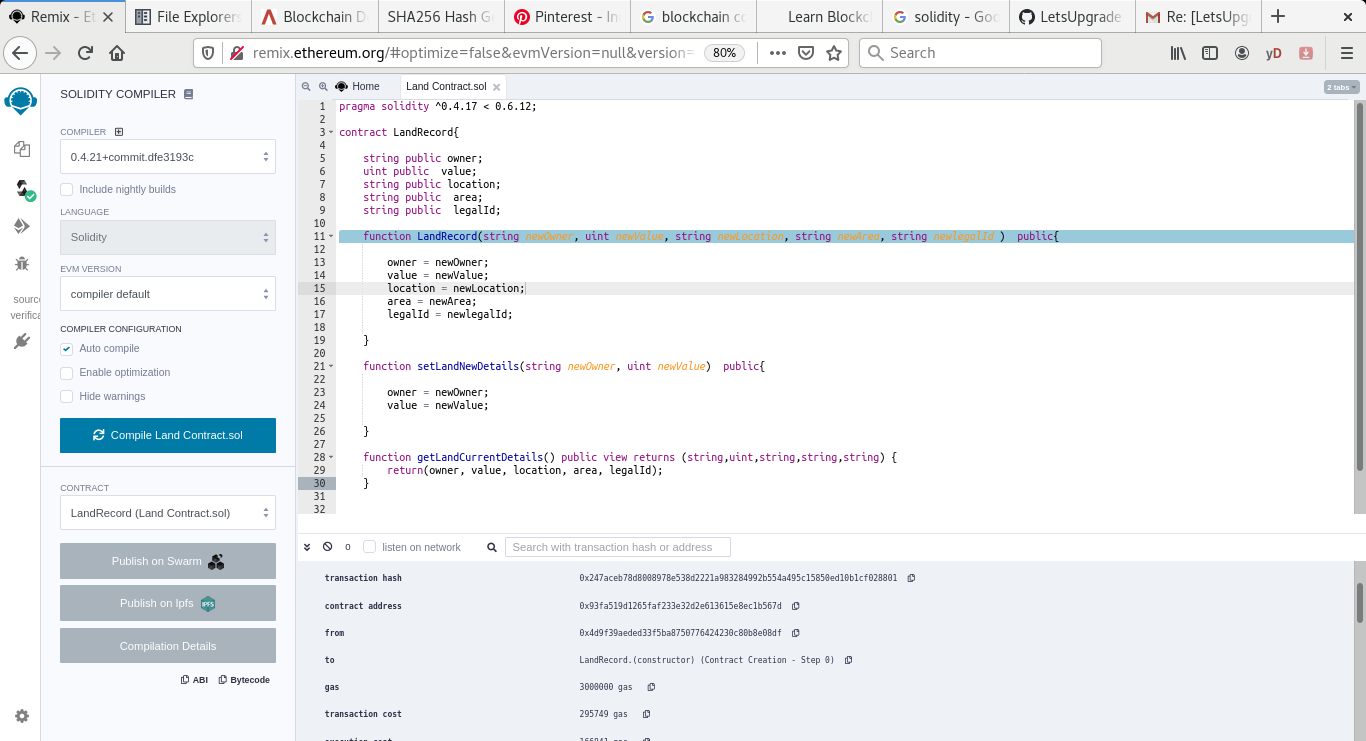 Remix - Et
File Explorers
Blockchain D
SHA256 Hash Ge
Pinterest - In
blockchain co
Learn Blockc
solidity - Goo
LetsUpgrade
Re: [LetsUpg
remix.ethereum.org/#optimize=false&evmVersion=null&version=
80%
Search
yD
SOLIDITY COMPILER
COMPILER
0.4.21+commit.dfe3193c
Include nightly builds
LANGUAGE
Solidity
EVM VERSION
compiler default
COMPILER CONFIGURATION
Auto compile
Enable optimization
Hide warnings
Compile Land Contract.sol
CONTRACT
LandRecord (Land Contract.sol)
Publish on Swarm
Publish on Ipfs
IPFS
Compilation Details
ABI Bytecode
source
verifica
Home
Land Contract.sol
2 tabs
1 pragma solidity ^0.4.17 < 0.6.12;
2
3 contract LandRecord{
4
5 string public owner;
6 uint public  value;
7 string public location;
8 string public  area;
9 string public  legalId;
10
11 function LandRecord(string newOwner, uint newValue, string newLocation, string newArea, string newlegalId )  public{
12
13 owner = newOwner;
14 value = newValue;
15 location = newLocation;
16 area = newArea;
17 legalId = newlegalId;
18
19 }
20
21 function setLandNewDetails(string newOwner, uint newValue)  public{
22
23 owner = newOwner;
24 value = newValue;
25
26 }
27
28 function getLandCurrentDetails() public view returns (string,uint,string,string,string) {
29 return(owner, value, location, area, legalId);
30 }
31
32
0
listen on network
Search with transaction hash or address
transaction hash 0x247aceb78d8008978e538d2221a983284992b554a495c15850ed10b1cf028801
contract address 0x93fa519d1265faf233e32d2e613615e8ec1b567d
from 0x4d9f39aeded33f5ba8750776424230c80b8e08df
to LandRecord.(constructor) (Contract Creation - Step 0)
gas 3000000 gas
transaction cost 295749 gas